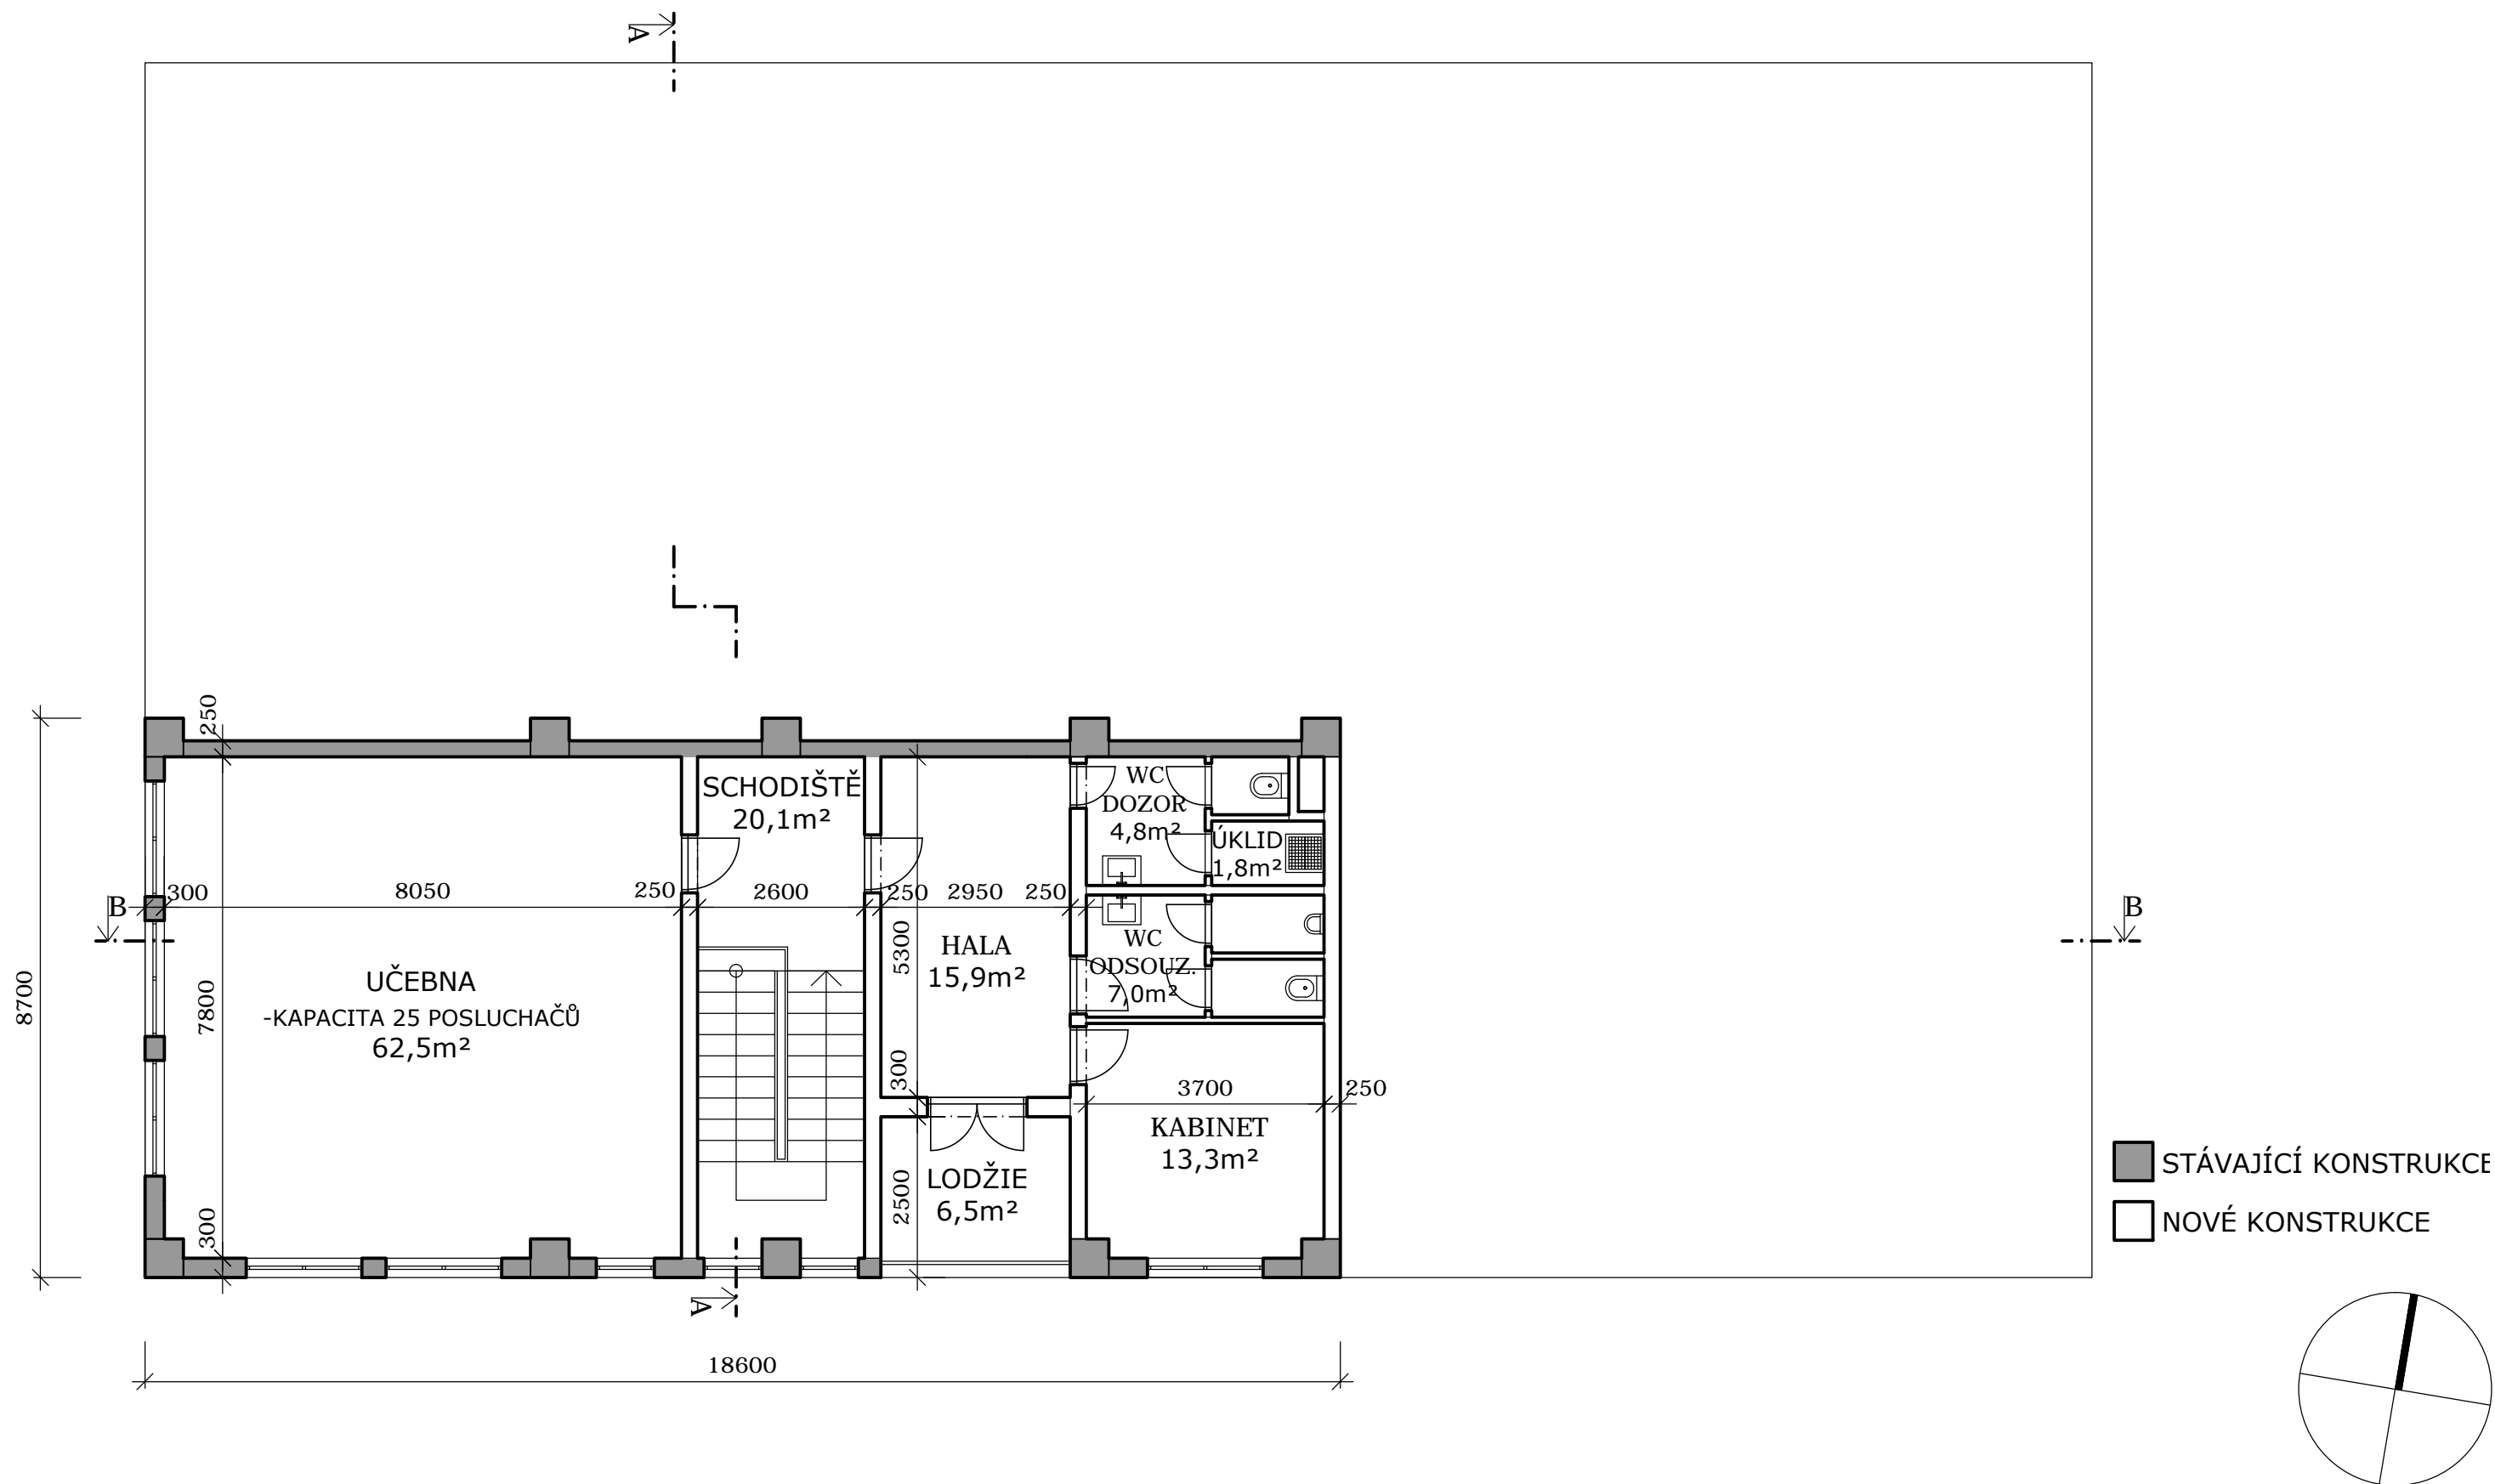 A
250
SCHODIŠTĚ
20,1m²
WC
DOZOR
4,8m²
ÚKLID
1,8m²
300
8050
250
2600
250
2950
250
B
B
8700
7800
UČEBNA
-KAPACITA 25 POSLUCHAČŮ
62,5m²
5300
HALA
15,9m²
WC
ODSOUZ.
7,0m²
300
3700
250
KABINET
13,3m²
LODŽIE
6,5m²
2500
300
STÁVAJÍCÍ KONSTRUKCE
NOVÉ KONSTRUKCE
A
18600